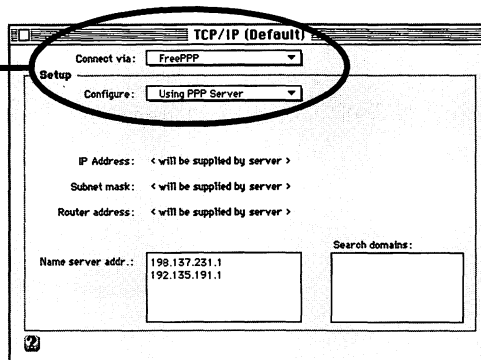 TCP/IP (Default)
Connect via: FreePPP
Setup
Configure: Using PPP Server
IP Address: < will be supplied by server >
Subnet mask: < will be supplied by server >
Router address: < will be supplied by server >
Search domains:
Name server addr.: 198.137.231.1
192.135.191.1
?